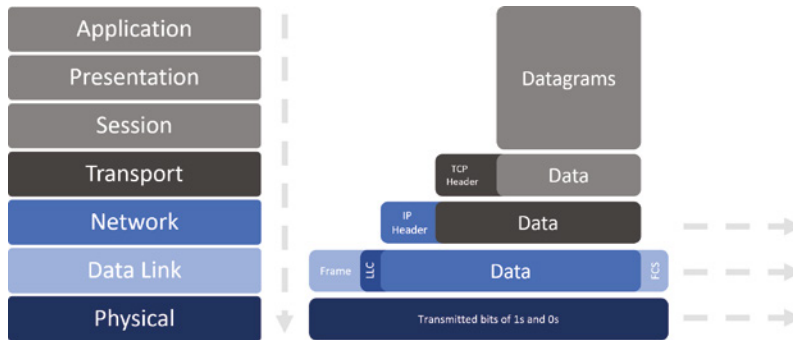 Application
Presentation
Session
Transport
Network
Data Link
Physical
Datagrams
TCP
Header
Data
IP
Header
Data
Frame
LLC
Data
FCS
Transmitted bits of 1s and 0s